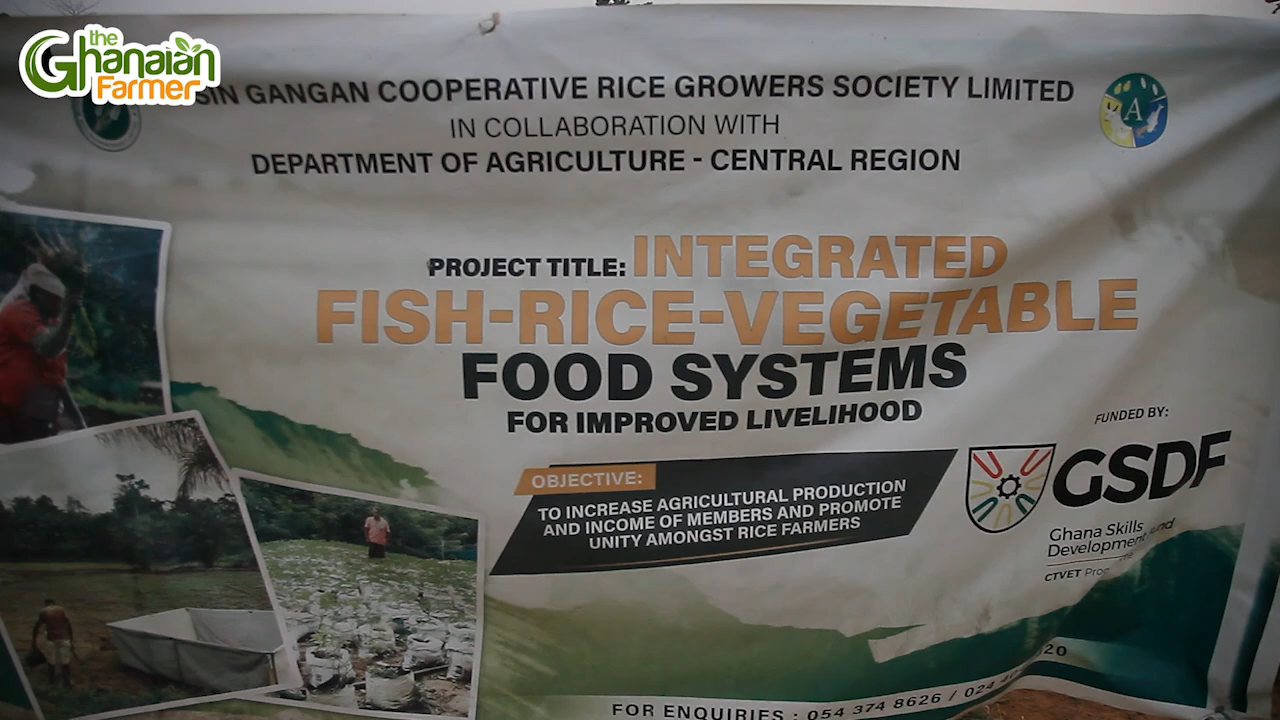 the
Ghanaian
Farmer
GANGAN COOPERATIVE RICE GROWERS SOCIETY LIMITED
IN COLLABORATION WITH
DEPARTMENT OF AGRICULTURE - CENTRAL REGION
A
PROJECT TITLE: INTEGRATED
FISH-RICE-VEGETABLE
FOOD SYSTEMS
FOR IMPROVED LIVELIHOOD
OBJECTIVE:
TO INCREASE AGRICULTURAL PRODUCTION
AND INCOME OF MEMBERS AND PROMOTE
UNITY AMONGST RICE FARMERS
FUNDED BY:
GSDF
Ghana Skills
Development
CTVET
FOR ENQUIRIES : 054 374 8626 / 024